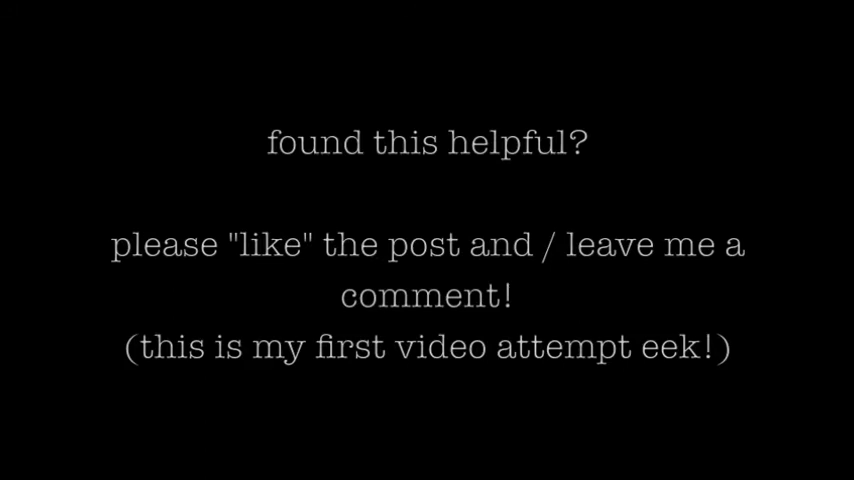 found this helpful?
please "like" the post and / leave me a
comment!
(this is my first video attempt eek!)